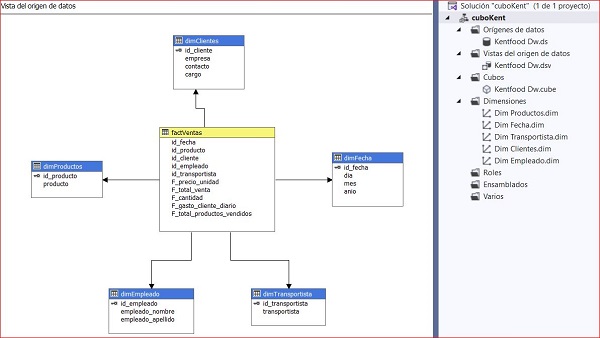 Vista del origen de datos
dimClientes
id_cliente
empresa
contacto
cargo
factVentas
id_fecha
id_producto
id_cliente
id_empleado
id_transportista
F_precio_unidad
F_total_venta
F_cantidad
F_gasto_cliente_diario
F_total_productos_vendidos
dimProductos
id_producto
producto
dimFecha
id_fecha
dia
mes
anio
dimEmpleado
id_empleado
empleado_nombre
empleado_apellido
dimTransportista
id_transportista
transportista
Solución "cuboKent" (1 de 1 proyecto)
cuboKent
Orígenes de datos
Kentfood Dw.ds
Vistas del origen de datos
Kentfood Dw.dsv
Cubos
Kentfood Dw.cube
Dimensiones
Dim Productos.dim
Dim Fecha.dim
Dim Transportista.dim
Dim Clientes.dim
Dim Empleado.dim
Roles
Ensamblados
Varios